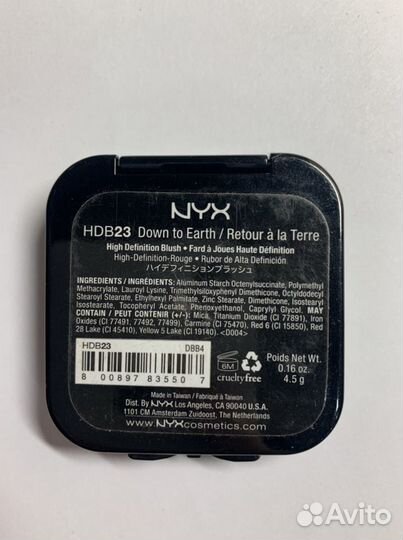 NYX
HDB23 Down to Earth / Retour à la Terre
High Definition Blush • Fard à Joues Haute Définition
High-Definition-Rouge • Rubor de Alta Definición
ハイデフィニションブラッシュ
INGREDIENTS / INGRÉDIENTS: Aluminum Starch Octenylsuccinate, Polymethyl
Methacrylate, Lauroyl Lysine, Trimethylsiloxyphenyl Dimethicone, Octyldodecyl
Stearoyl Stearate, Ethylhexyl Palmitate, Zinc Stearate, Dimethicone, Isostearyl
Isostearate, Tocopheryl Acetate, Phenoxyethanol, Caprylyl Glycol. MAY
CONTAIN / PEUT CONTENIR (+/-): Mica, Titanium Dioxide (CI 77891), Iron
Oxides (CI 77491, 77492, 77499), Carmine (CI 75470), Red 6 (CI 15850), Red
28 Lake (CI 45410), Yellow 5 Lake (CI 19140). <D004>
HDB23 DBB4
8 00897 83550 7
6M
crueltyfree
Poids Net Wt.
0.16 oz.
4.5 g
Made in Taiwan / Fabriqué à Taiwan
Dist. By NYX Los Angeles, CA 90040 U.S.A.
1101 CM Amsterdam Zuidoost, The Netherlands
www.NYXcosmetics.com
Avito